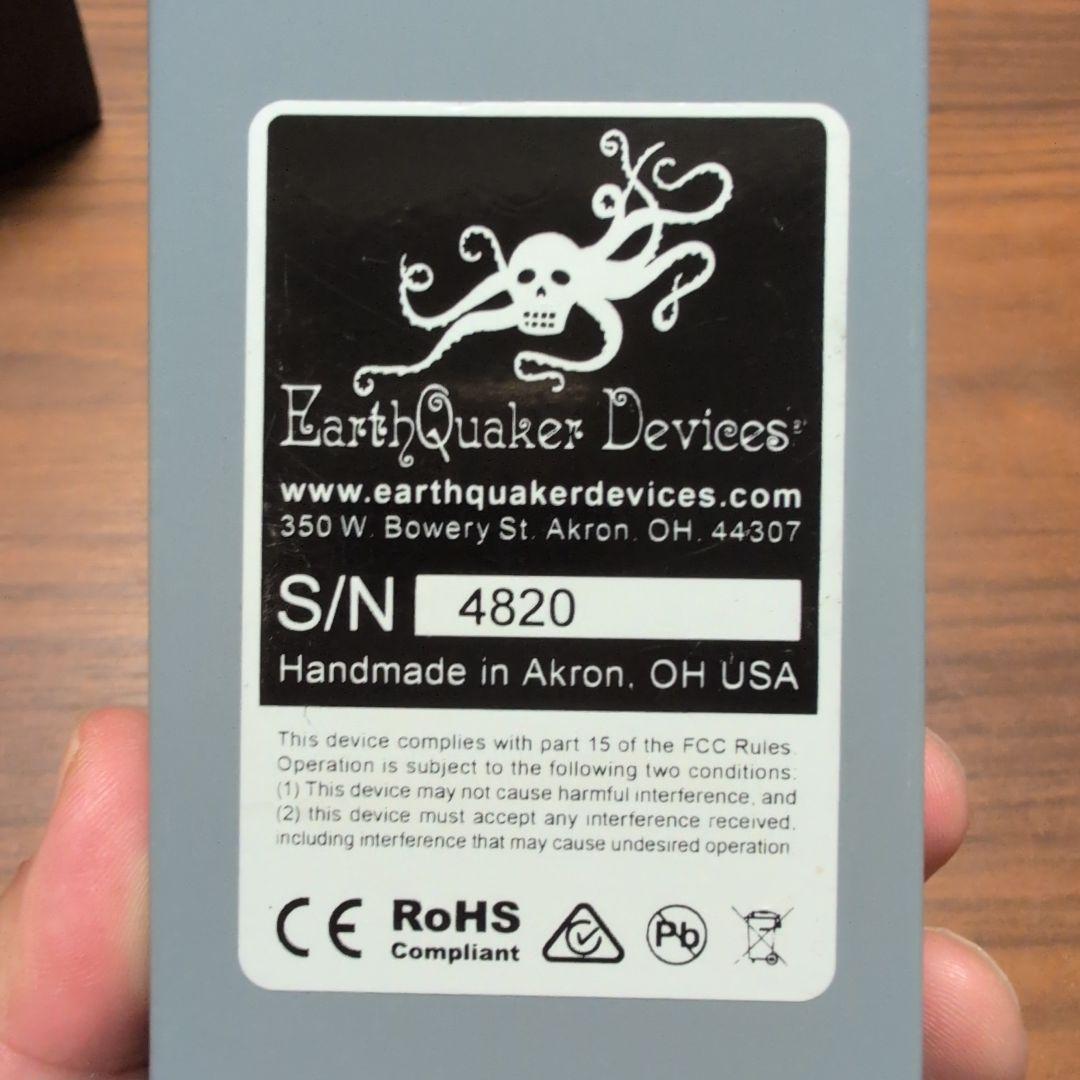 EarthQuaker Devices
www.earthquakerdevices.com
350 W. Bowery St. Akron, OH. 44307
S/N 4820
Handmade in Akron, OH USA
This device complies with part 15 of the FCC Rules.
Operation is subject to the following two conditions:
(1) This device may not cause harmful interference, and
(2) this device must accept any interference received,
including interference that may cause undesired operation
CE RoHS
Compliant
Pb